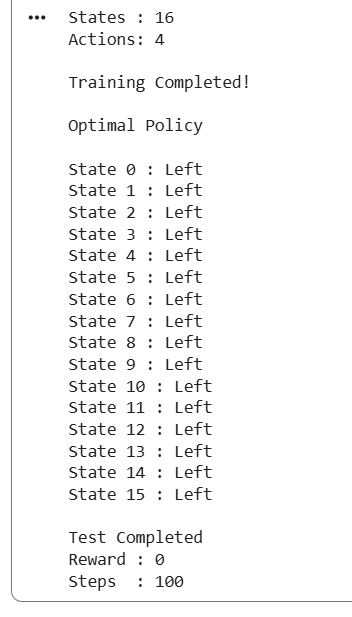 States : 16
Actions: 4
Training Completed!
Optimal Policy
State 0 : Left
State 1 : Left
State 2 : Left
State 3 : Left
State 4 : Left
State 5 : Left
State 6 : Left
State 7 : Left
State 8 : Left
State 9 : Left
State 10 : Left
State 11 : Left
State 12 : Left
State 13 : Left
State 14 : Left
State 15 : Left
Test Completed
Reward : 0
Steps  : 100